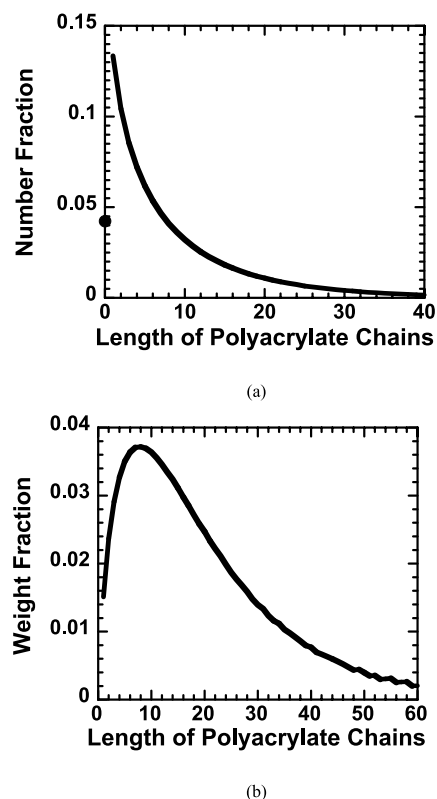 0.15
0.1
0.05
0
Number Fraction
0 10 20 30 40
Length of Polyacrylate Chains
(a)
0.04
0.03
0.02
0.01
0
Weight Fraction
0 10 20 30 40 50 60
Length of Polyacrylate Chains
(b)